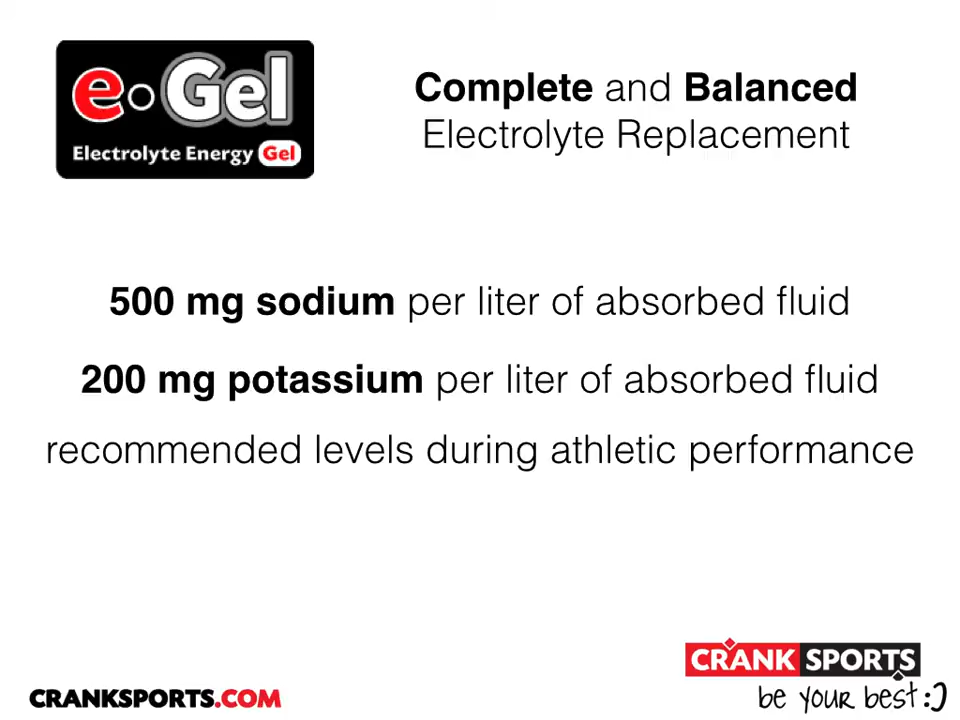 e-Gel
Electrolyte Energy Gel
Complete and Balanced
Electrolyte Replacement
500 mg sodium per liter of absorbed fluid
200 mg potassium per liter of absorbed fluid
recommended levels during athletic performance
CRANK SPORTS
CRANKSPORTS.COM
be your best :)